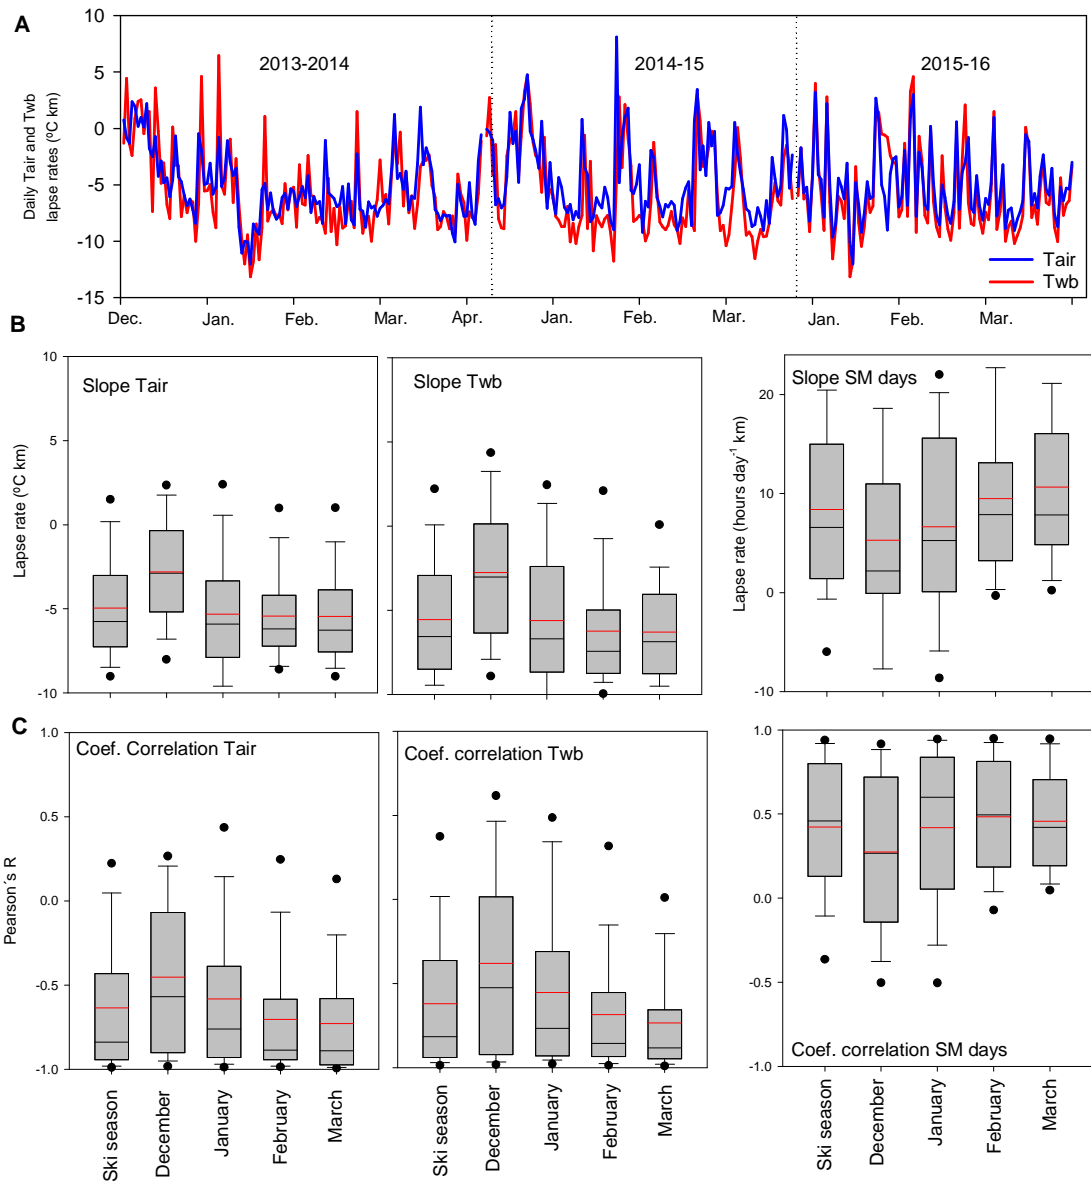 A
10
5
0
-5
-10
-15
Daily Tair and Twb
lapse rates (ºC km)
2013-2014
2014-15
2015-16
Tair
Twb
Dec.
Jan.
Feb.
Mar.
Apr.
Jan.
Feb.
Mar.
Jan.
Feb.
Mar.
B
10
5
0
-5
-10
Lapse rate (ºC km)
Slope Tair
Slope Twb
Slope SM days
20
10
0
-10
Lapse rate (hours day-1 km)
C
1.0
0.5
0.0
-0.5
-1.0
Pearson´s R
Coef. Correlation Tair
Coef. correlation Twb
1.0
0.5
0.0
-0.5
-1.0
Coef. correlation SM days
Ski season
December
January
February
March
Ski season
December
January
February
March
Ski season
December
January
February
March